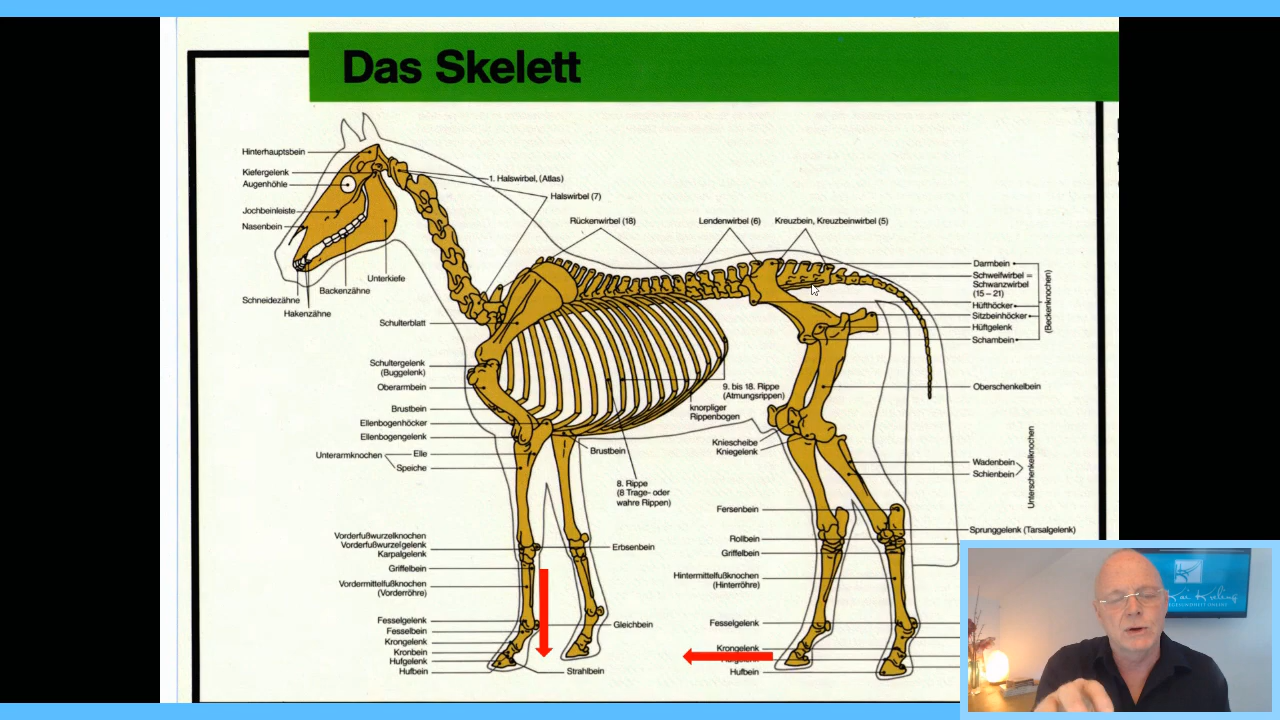 Das Skelett
Hinterhauptsbein
Kiefergelenk
Augenhöhle
Jochbeinleiste
Nasenbein
Schneidezähne
Hakenzähne
Backenzähne
Unterkiefe
1. Halswirbel, (Atlas)
Halswirbel (7)
Rückenwirbel (18)
Lendenwirbel (6)
Kreuzbein, Kreuzbeinwirbel (5)
Darmbein
Schweifwirbel =
Schwanzwirbel
(15 – 21)
Hüfthöcker
Sitzbeinhöcker
Hüftgelenk
Schambein
(Beckenknochen)
Schulterblatt
Schultergelenk
(Buggelenk)
Oberarmbein
Brustbein
Ellenbogenhöcker
Ellenbogengelenk
Unterarmknochen
Elle
Speiche
9. bis 18. Rippe
(Atmungsrippen)
knorpliger
Rippenbogen
Brustbein
8. Rippe
(8 Trage- oder
wahre Rippen)
Kniescheibe
Kniegelenk
Oberschenkelbein
Wadenbein
Schienbein
Unterschenkelknochen
Fersenbein
Sprunggelenk (Tarsalgelenk)
Rollbein
Griffelbein
Hintermittelfußknochen
(Hinterröhre)
Fesselgelenk
Krongelenk
Hufbein
Vorderfußwurzelknochen
Vorderfußwurzelgelenk
Karpalgelenk
Griffelbein
Vordermittelfußknochen
(Vorderröhre)
Fesselgelenk
Fesselbein
Krongelenk
Kronbein
Hufgelenk
Hufbein
Erbsenbein
Gleichbein
Strahlbein